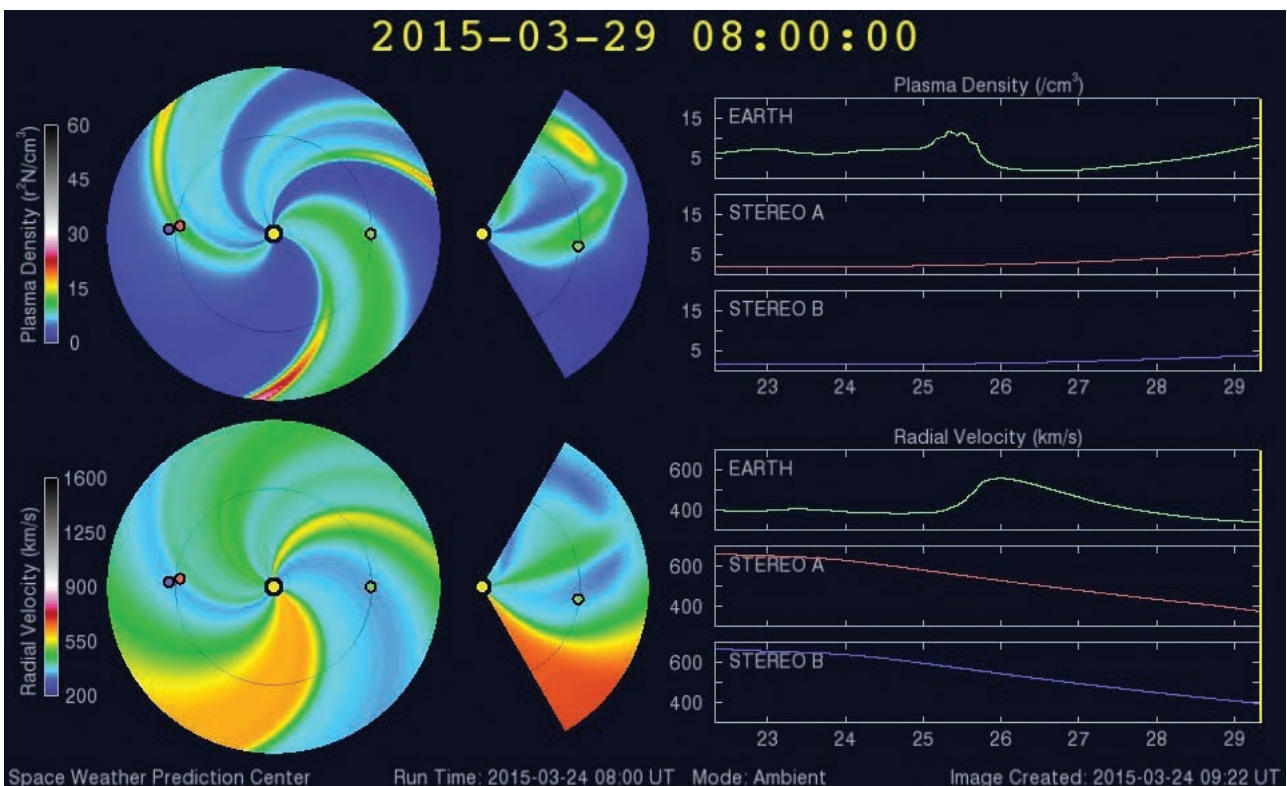 2015-03-29 08:00:00
Plasma Density (r²N/cm³)
60
45
30
15
0
Plasma Density (/cm³)
EARTH
15
5
STEREO A
15
5
STEREO B
15
5
23 24 25 26 27 28 29
Radial Velocity (km/s)
1600
1250
900
550
200
Radial Velocity (km/s)
EARTH
600
400
STEREO A
600
400
STEREO B
600
400
23 24 25 26 27 28 29
Space Weather Prediction Center Run Time: 2015-03-24 08:00 UT Mode: Ambient Image Created: 2015-03-24 09:22 UT